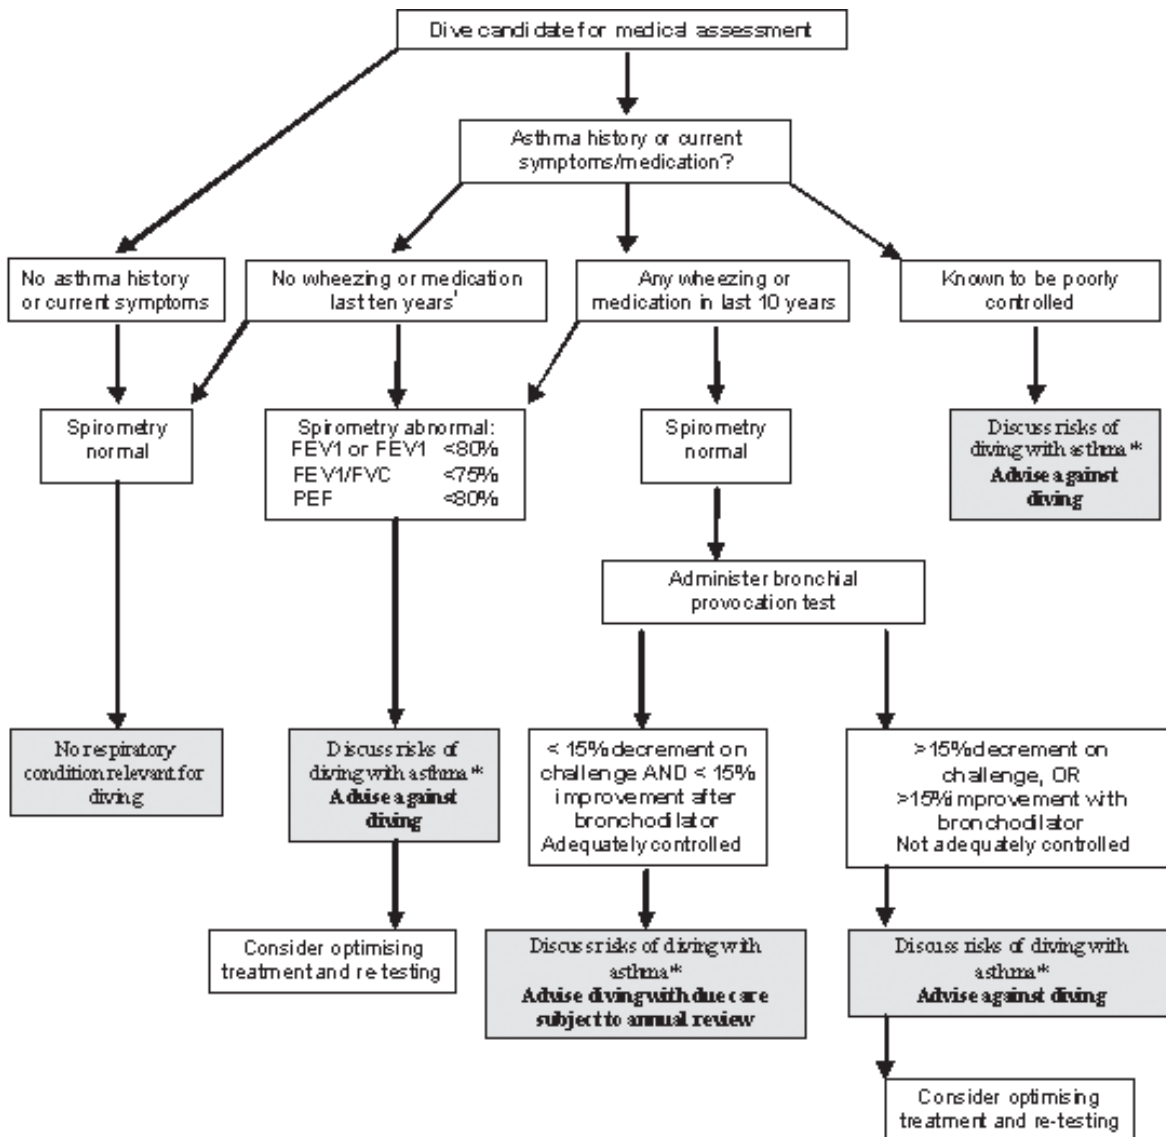 Dive candidate for medical assessment
Asthma history or current
symptoms/medication?
No asthma history
or current symptoms
No wheezing or medication
last ten years¹
Any wheezing or
medication in last 10 years
Known to be poorly
controlled
Spirometry
normal
Spirometry abnormal:
FEV1 or FEV1 <80%
FEV1/FVC <75%
PEF <80%
Spirometry
normal
Discuss risks of
diving with asthma*
Advise against
diving
Administer bronchial
provocation test
No respiratory
condition relevant for
diving
Discuss risks of
diving with asthma*
Advise against
diving
< 15% decrement on
challenge AND < 15%
improvement after
bronchodilator
Adequately controlled
>15% decrement on
challenge, OR
>15% improvement with
bronchodilator
Not adequately controlled
Consider optimising
treatment and re-testing
Discuss risks of diving with
asthma*
Advise diving with due care
subject to annual review
Discuss risks of diving with
asthma*
Advise against diving
Consider optimising
treatment and re-testing